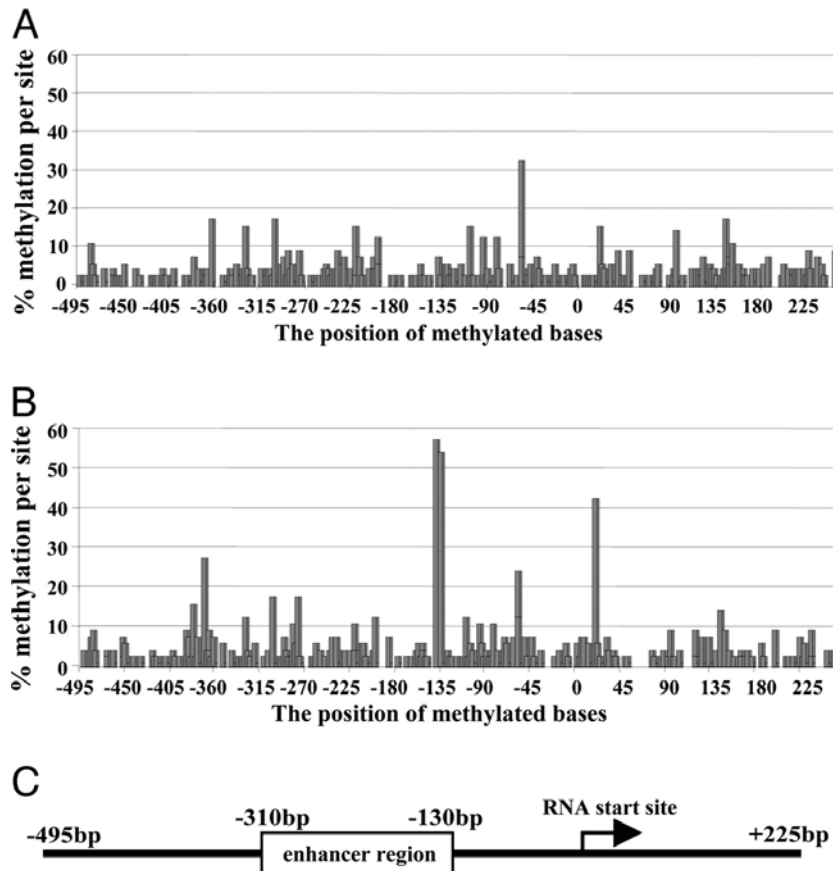 A
% methylation per site
60
50
40
30
20
10
0
-495 -450 -405 -360 -315 -270 -225 -180 -135 -90 -45 0 45 90 135 180 225
The position of methylated bases
B
% methylation per site
60
50
40
30
20
10
0
-495 -450 -405 -360 -315 -270 -225 -180 -135 -90 -45 0 45 90 135 180 225
The position of methylated bases
C
-495bp -310bp -130bp RNA start site +225bp
enhancer region